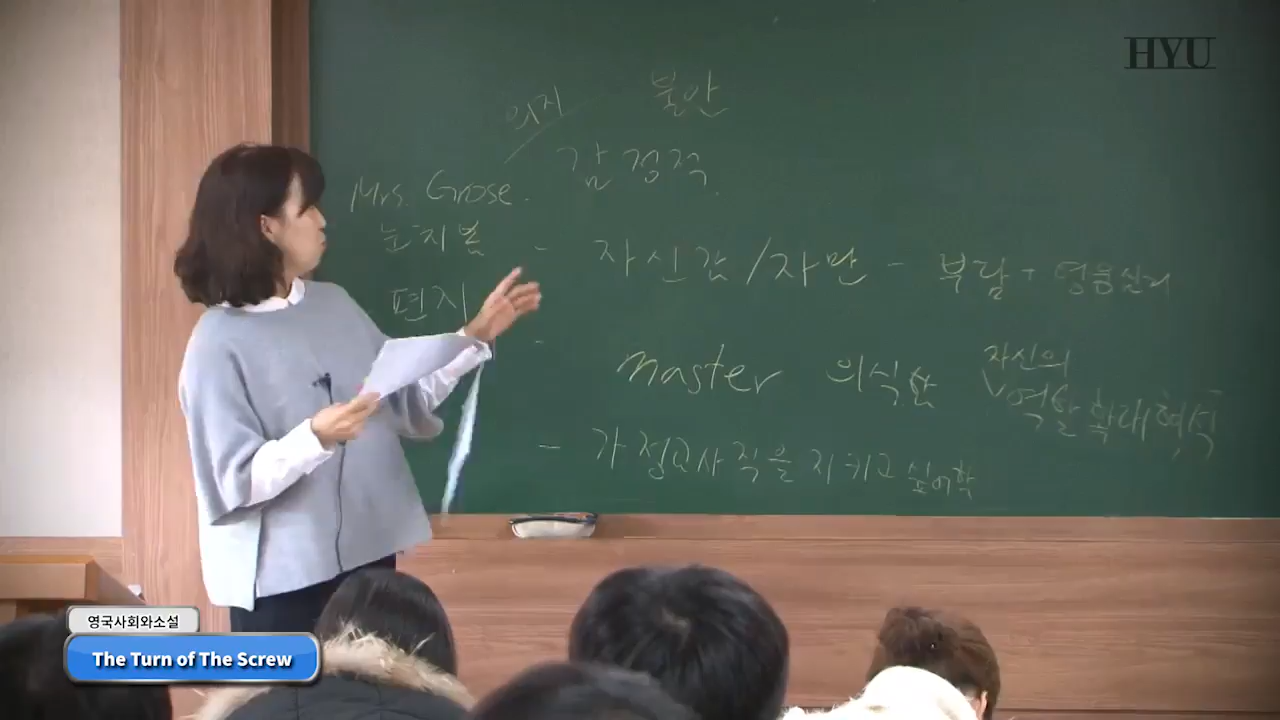 HYU
의지 불안
감정적
Mrs. Grose.
눈치봄 - 자신감/자만 - 부담 + 영웅심리
편지
- master 의식함 자신의 역할 확대해석
- 가정교사직을 지키고 싶어함
영국사회와소설
The Turn of The Screw